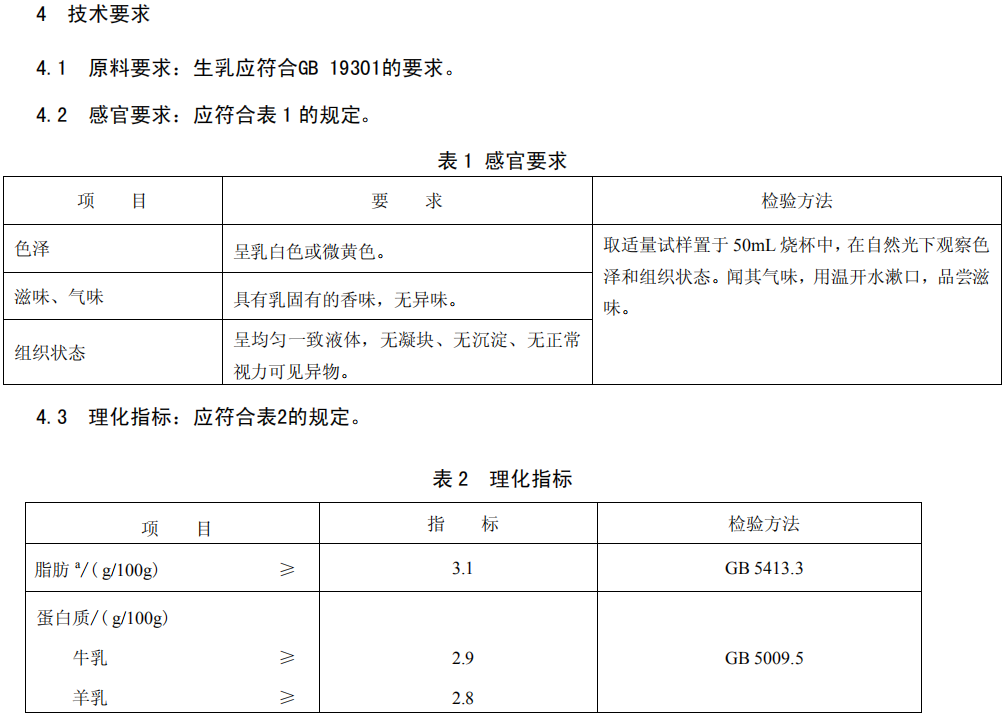 4 技术要求
4.1 原料要求：生乳应符合GB 19301的要求。
4.2 感官要求：应符合表 1 的规定。
表 1 感官要求
项 目 要 求 检验方法
色泽 呈乳白色或微黄色。 取适量试样置于 50mL 烧杯中，在自然光下观察色
泽和组织状态。闻其气味，用温开水漱口，品尝滋
味。
滋味、气味 具有乳固有的香味，无异味。
组织状态 呈均匀一致液体，无凝块、无沉淀、无正常
视力可见异物。
4.3 理化指标：应符合表2的规定。
表 2 理化指标
项 目 指 标 检验方法
脂肪 a/( g/100g) ≥ 3.1 GB 5413.3
蛋白质/( g/100g)
牛乳 ≥ 2.9 GB 5009.5
羊乳 ≥ 2.8